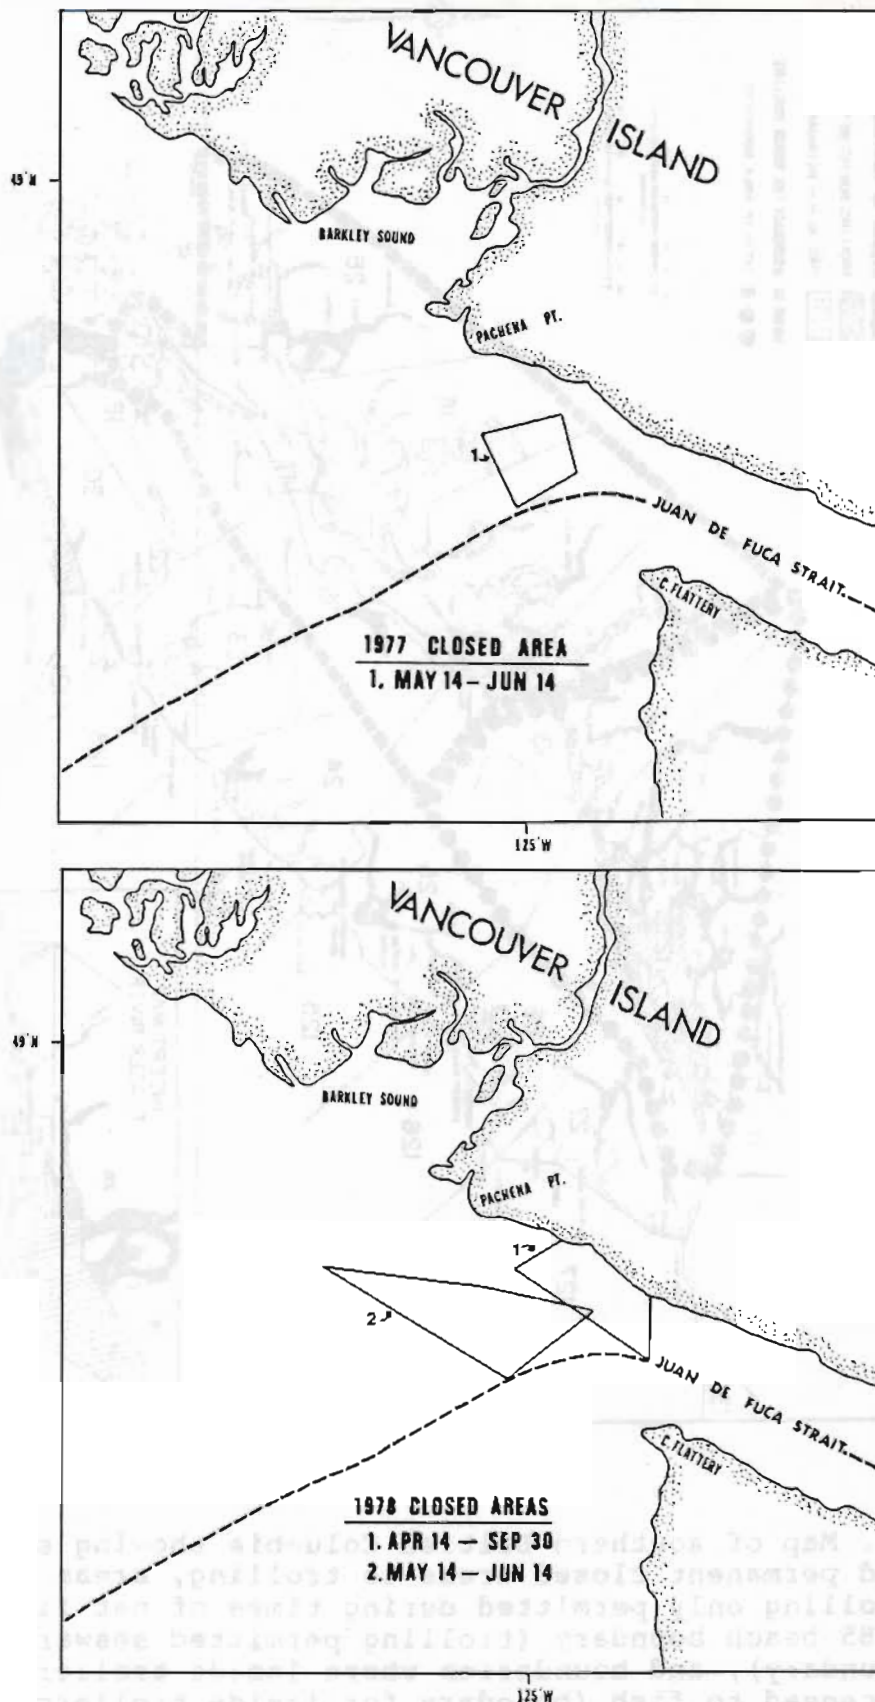 VANCOUVER
ISLAND
49°N
BARKLEY SOUND
PACHENA PT.
1
JUAN DE FUCA STRAIT
C. FLATTERY
1977 CLOSED AREA
1. MAY 14 – JUN 14
125°W
VANCOUVER
ISLAND
49°N
BARKLEY SOUND
PACHENA PT.
1
2
JUAN DE FUCA STRAIT
C. FLATTERY
1978 CLOSED AREAS
1. APR 14 – SEP 30
2. MAY 14 – JUN 14
125°W